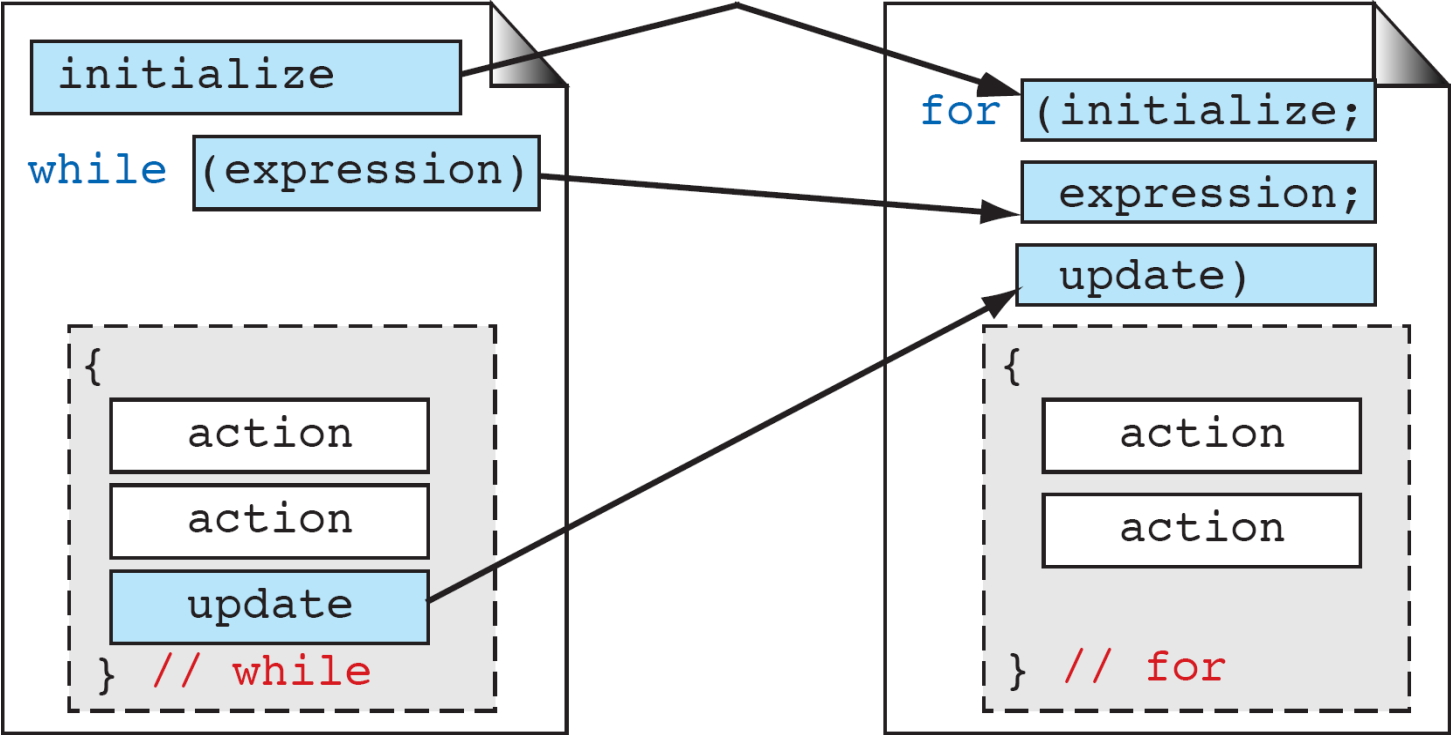 initialize
while (expression)
{
action
action
update
} // while
for (initialize;
expression;
update)
{
action
action
} // for